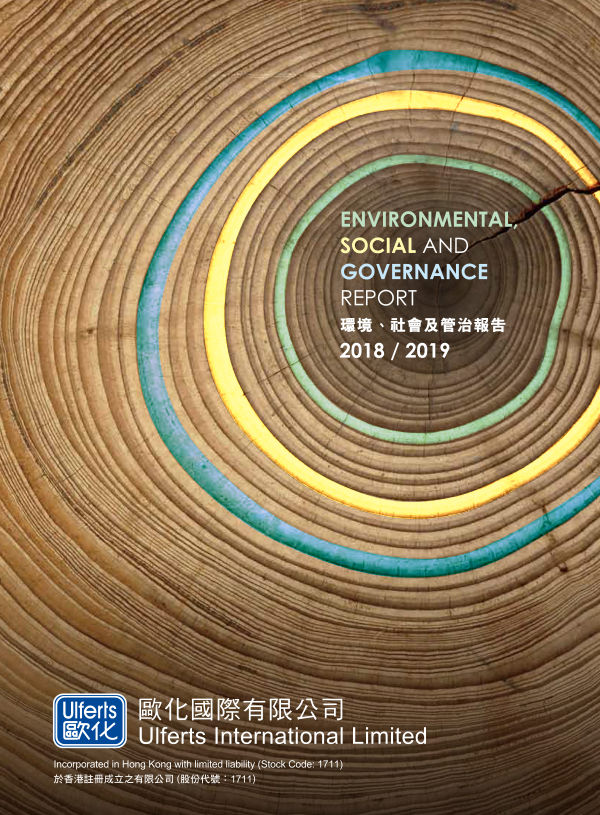 ENVIRONMENTAL,
SOCIAL AND
GOVERNANCE
REPORT
環境、社會及管治報告
2018 / 2019
Ulferts
歐化
歐化國際有限公司
Ulferts International Limited
Incorporated in Hong Kong with limited liability (Stock Code: 1711)
於香港註冊成立之有限公司 (股份代號：1711)